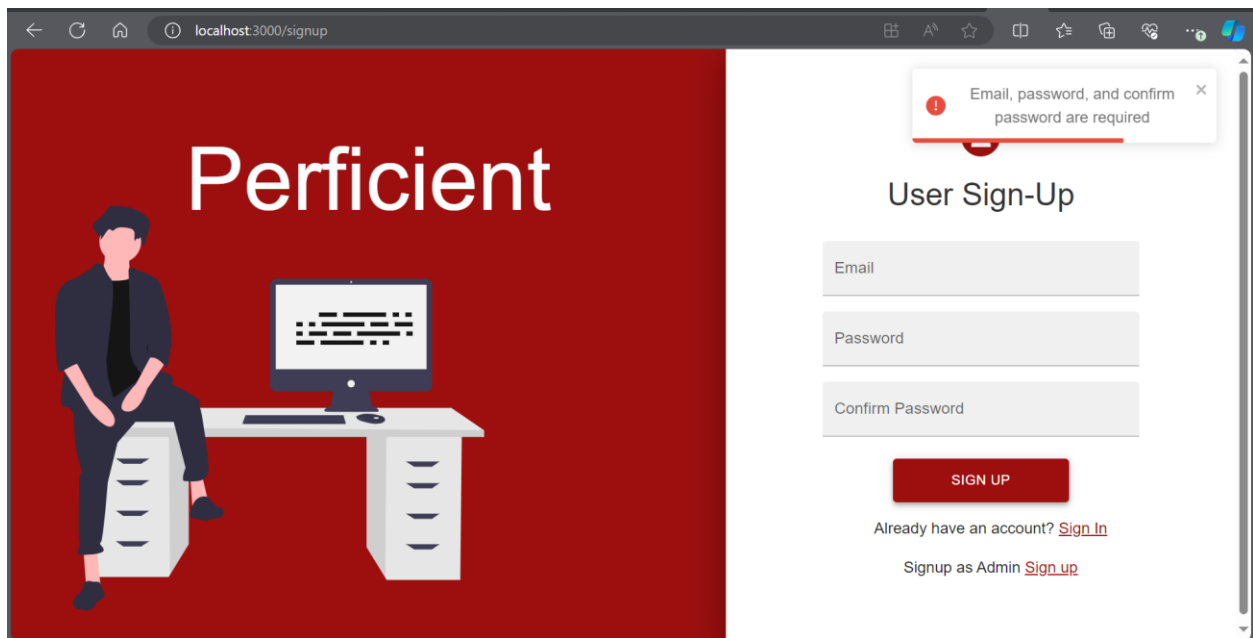 localhost:3000/signup
Perficient
Email, password, and confirm
password are required
User Sign-Up
Email
Password
Confirm Password
SIGN UP
Already have an account? Sign In
Signup as Admin Sign up